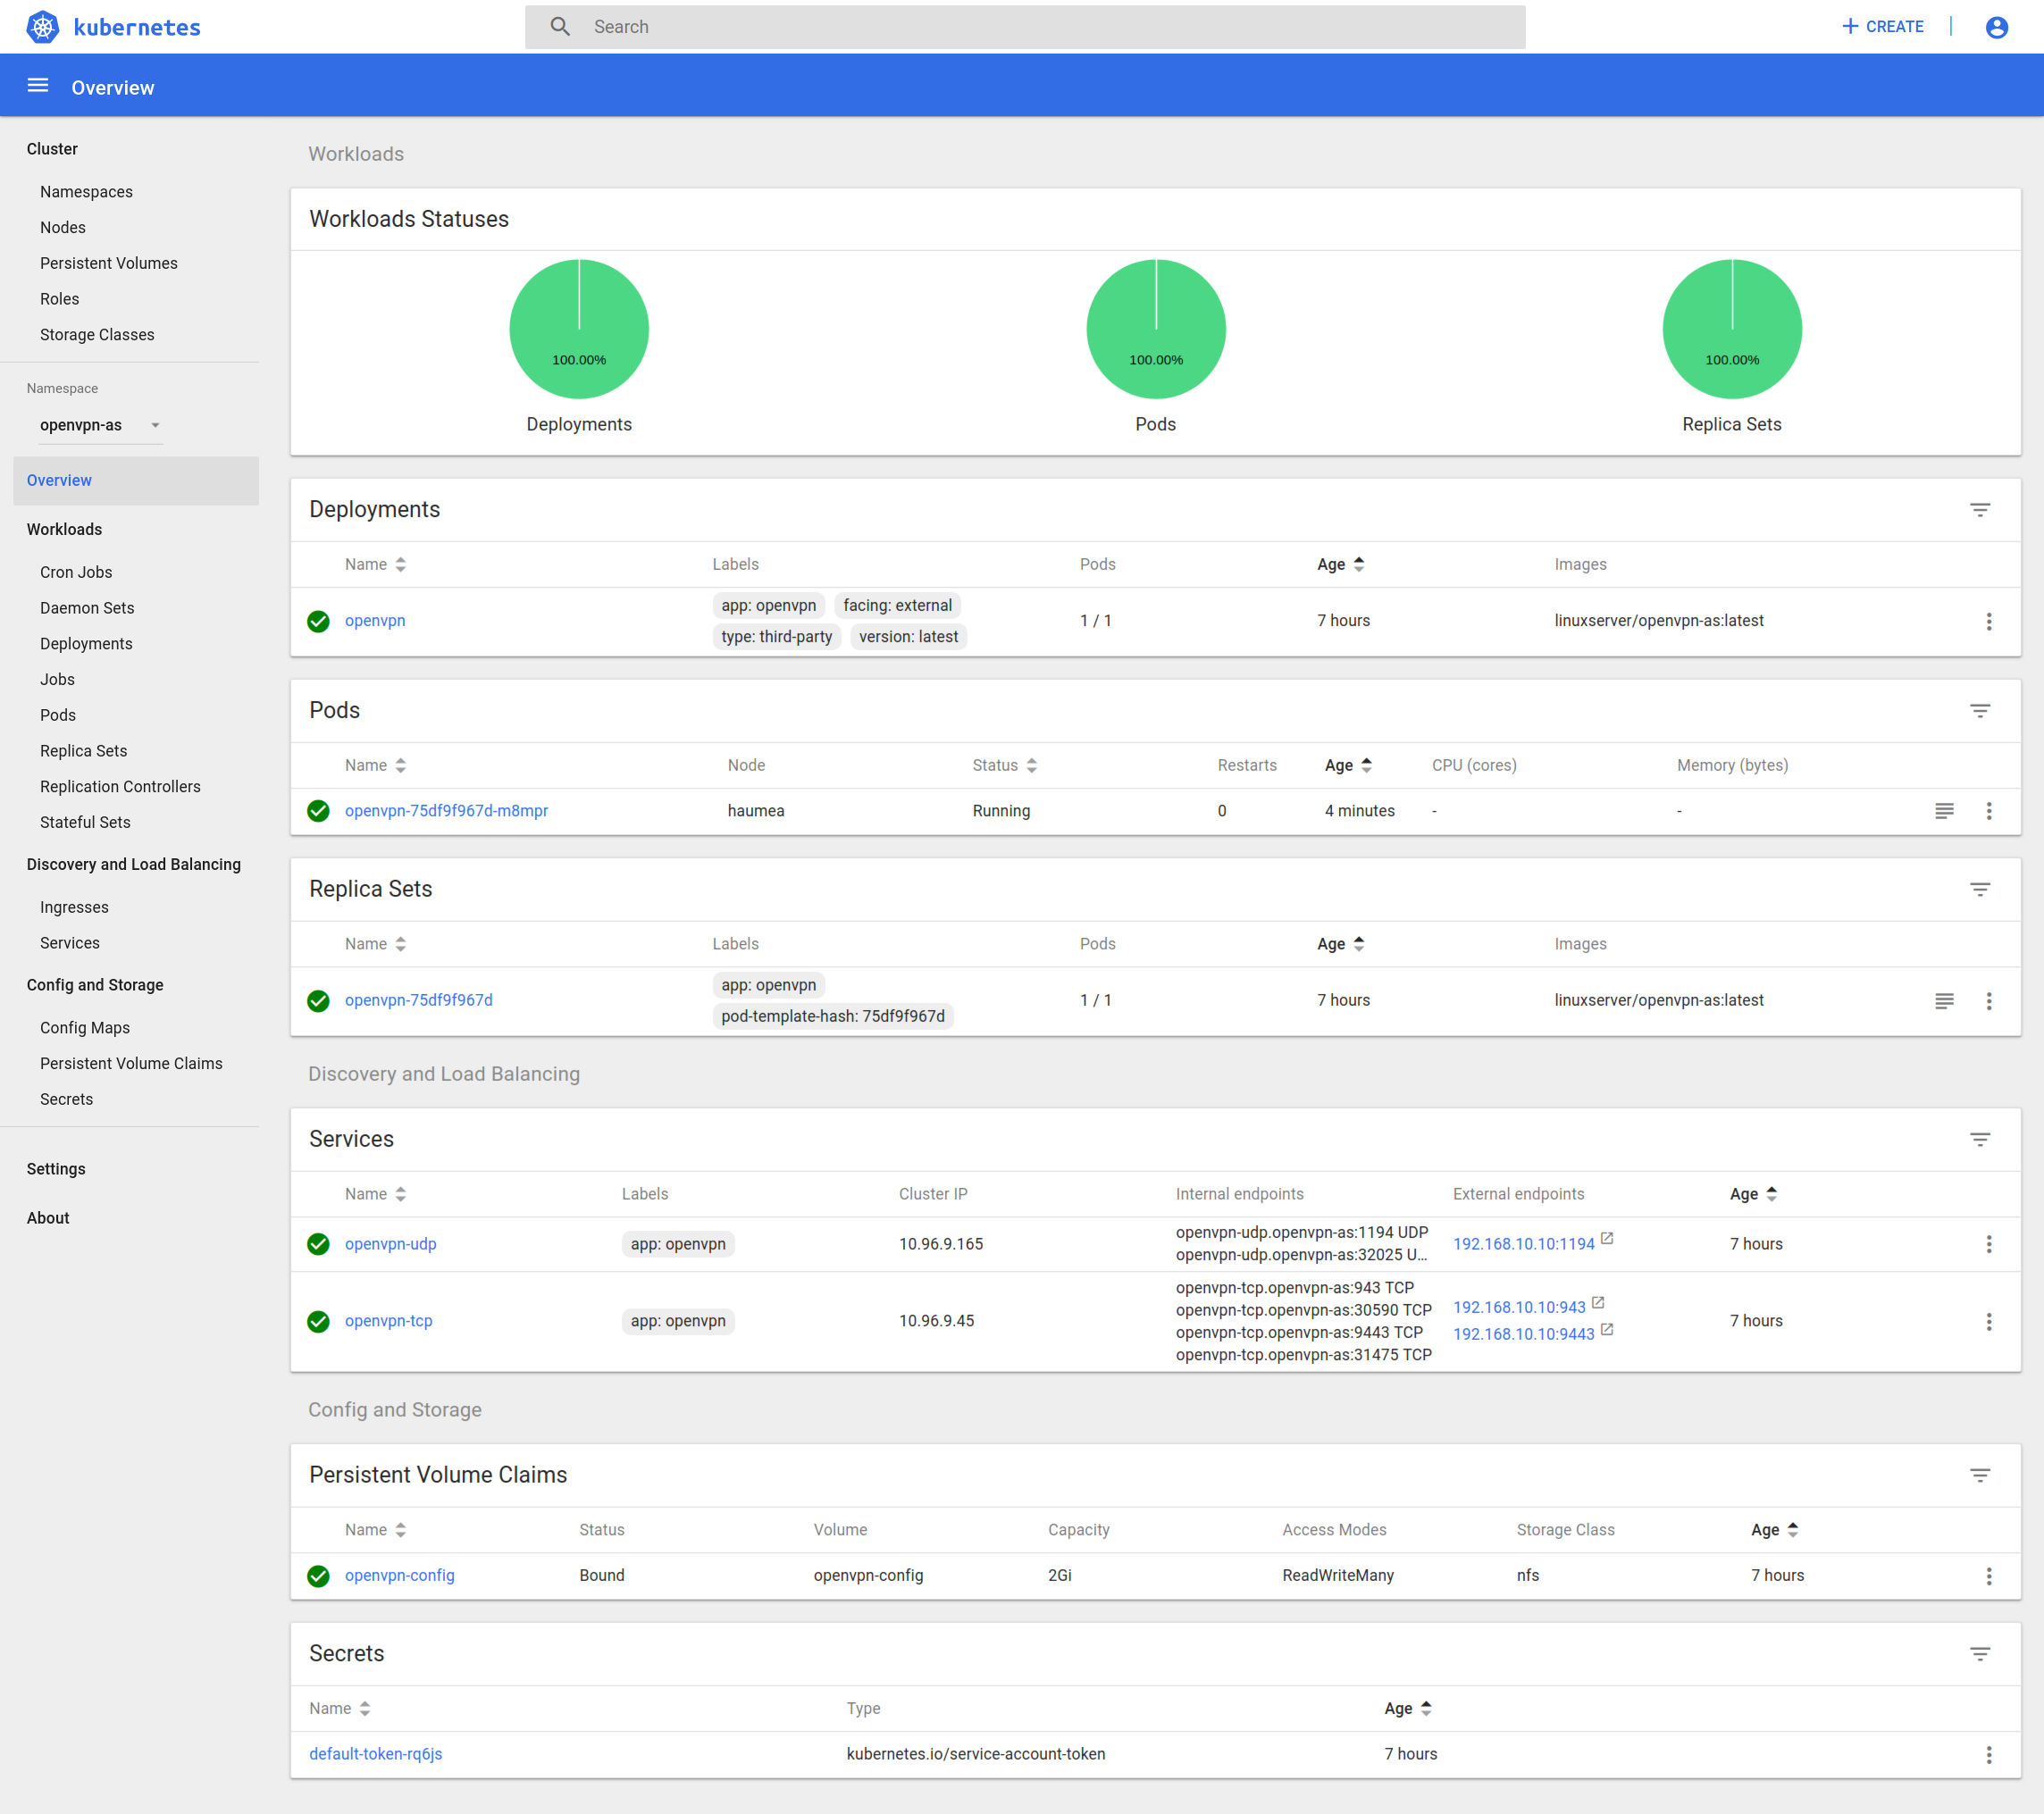 kubernetes
Search
CREATE
Overview
Cluster
Namespaces
Nodes
Persistent Volumes
Roles
Storage Classes
Namespace
openvpn-as
Overview
Workloads
Cron Jobs
Daemon Sets
Deployments
Jobs
Pods
Replica Sets
Replication Controllers
Stateful Sets
Discovery and Load Balancing
Ingresses
Services
Config and Storage
Config Maps
Persistent Volume Claims
Secrets
Settings
About
Workloads
Workloads Statuses
100.00% 100.00% 100.00%
Deployments Pods Replica Sets
Deployments
Name Labels Pods Age Images
openvpn app: openvpn facing: external 1 / 1 7 hours linuxserver/openvpn-as:latest
type: third-party version: latest
Pods
Name Node Status Restarts Age CPU (cores) Memory (bytes)
openvpn-75df9f967d-m8mpr haumea Running 0 4 minutes - -
Replica Sets
Name Labels Pods Age Images
openvpn-75df9f967d app: openvpn 1 / 1 7 hours linuxserver/openvpn-as:latest
pod-template-hash: 75df9f967d
Discovery and Load Balancing
Services
Name Labels Cluster IP Internal endpoints External endpoints Age
openvpn-udp app: openvpn 10.96.9.165 openvpn-udp.openvpn-as:1194 UDP 192.168.10.10:1194 7 hours
openvpn-udp.openvpn-as:32025 U...
openvpn-tcp app: openvpn 10.96.9.45 openvpn-tcp.openvpn-as:943 TCP 192.168.10.10:943 7 hours
openvpn-tcp.openvpn-as:30590 TCP
openvpn-tcp.openvpn-as:9443 TCP 192.168.10.10:9443
openvpn-tcp.openvpn-as:31475 TCP
Config and Storage
Persistent Volume Claims
Name Status Volume Capacity Access Modes Storage Class Age
openvpn-config Bound openvpn-config 2Gi ReadWriteMany nfs 7 hours
Secrets
Name Type Age
default-token-rq6js kubernetes.io/service-account-token 7 hours